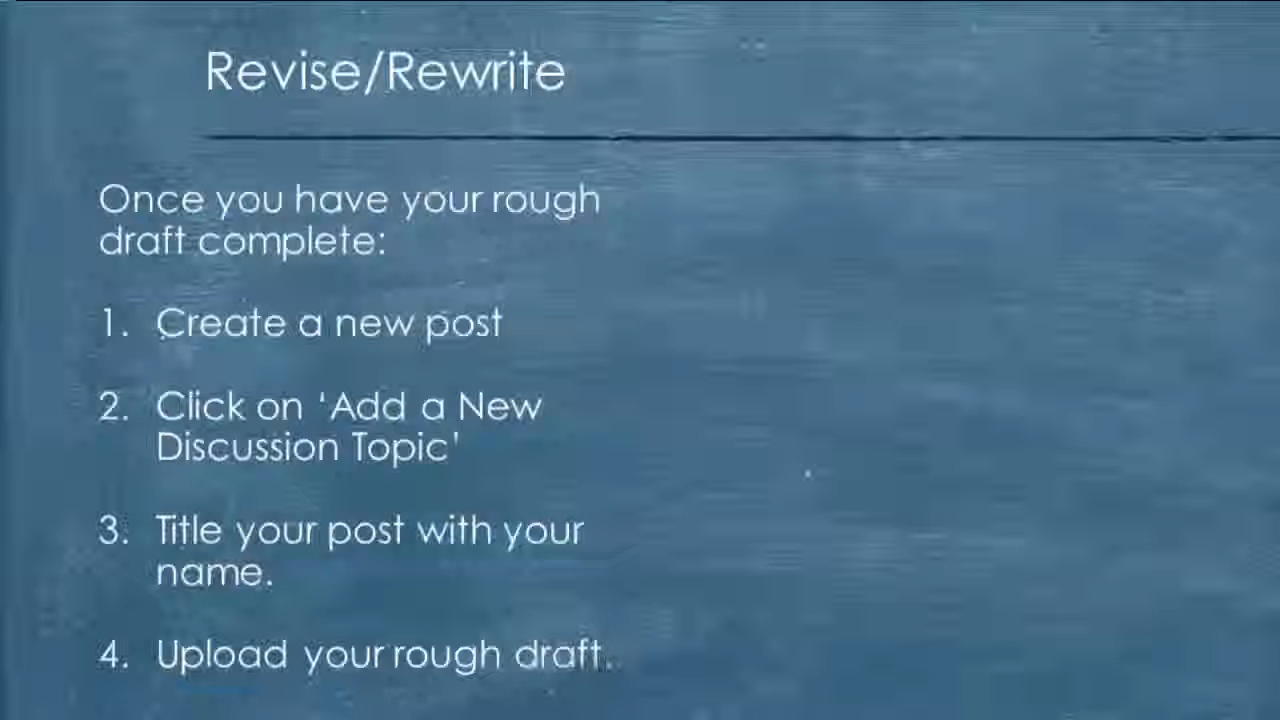 Revise/Rewrite
Once you have your rough
draft complete:
1. Create a new post
2. Click on ‘Add a New
Discussion Topic’
3. Title your post with your
name.
4. Upload your rough draft.